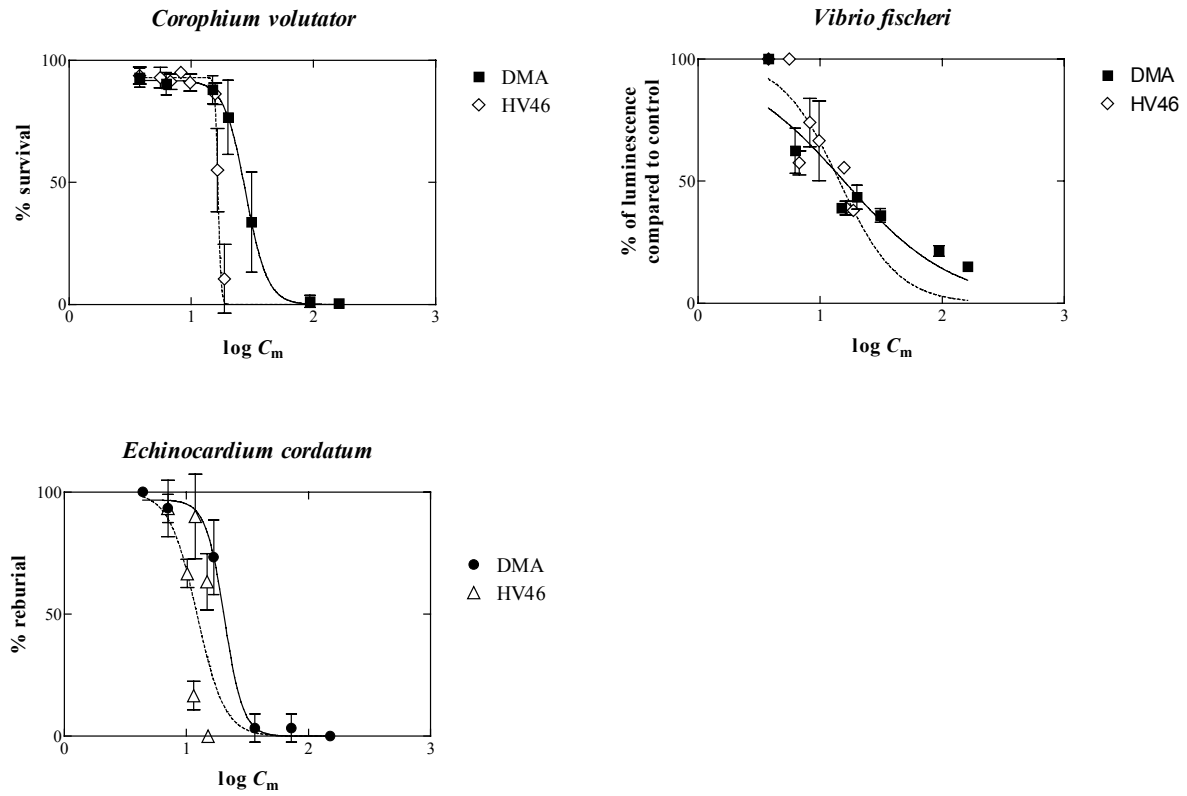 Corophium volutator
100
50
0
% survival
0 1 2 3
log Cm
DMA
HV46
Vibrio fischeri
100
50
0
% of luminescence
compared to control
0 1 2 3
log Cm
DMA
HV46
Echinocardium cordatum
100
50
0
% reburial
0 1 2 3
log Cm
DMA
HV46